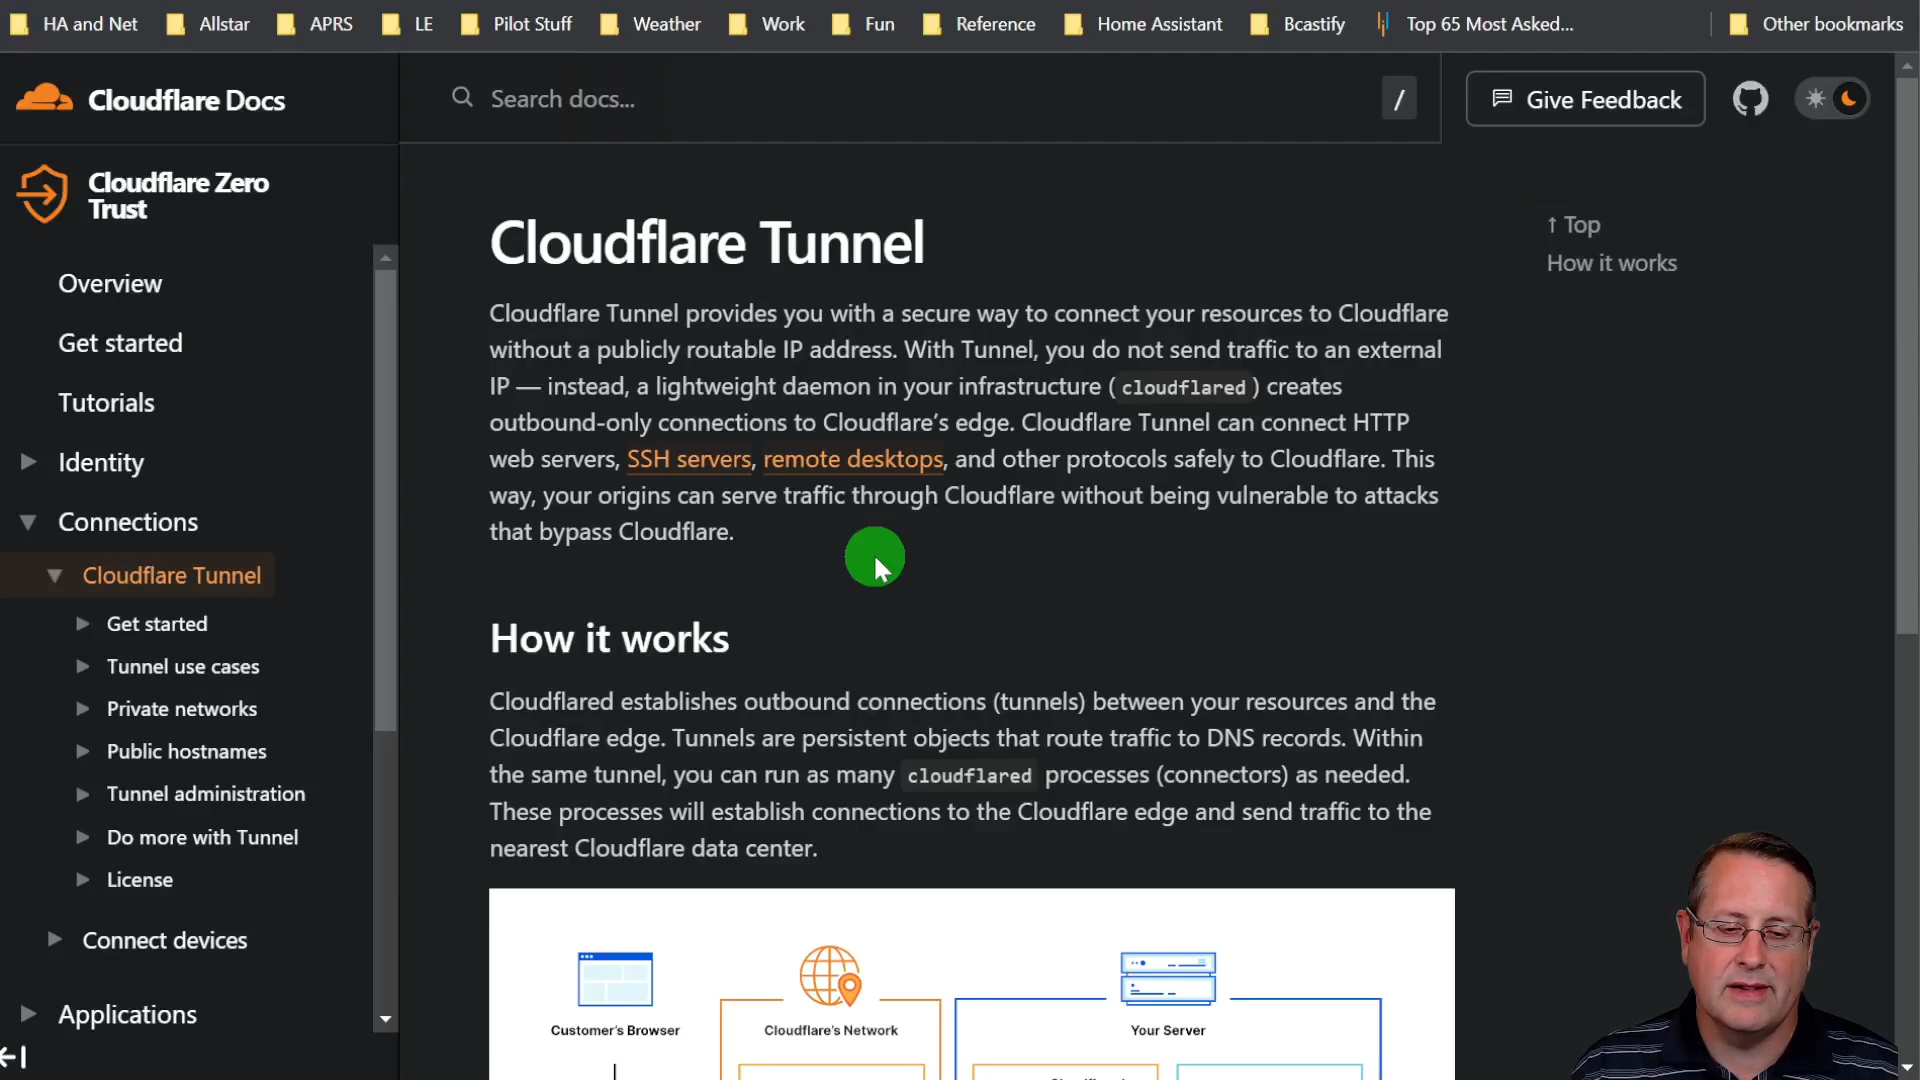 HA and Net Allstar APRS LE Pilot Stuff Weather Work Fun Reference Home Assistant Bcastify Top 65 Most Asked... Other bookmarks
Cloudflare Docs
Search docs...
/
Give Feedback
Cloudflare Zero
Trust
Overview
Get started
Tutorials
Identity
Connections
Cloudflare Tunnel
Get started
Tunnel use cases
Private networks
Public hostnames
Tunnel administration
Do more with Tunnel
License
Connect devices
Applications
Cloudflare Tunnel
Cloudflare Tunnel provides you with a secure way to connect your resources to Cloudflare
without a publicly routable IP address. With Tunnel, you do not send traffic to an external
IP — instead, a lightweight daemon in your infrastructure ( cloudflared ) creates
outbound-only connections to Cloudflare’s edge. Cloudflare Tunnel can connect HTTP
web servers, SSH servers, remote desktops, and other protocols safely to Cloudflare. This
way, your origins can serve traffic through Cloudflare without being vulnerable to attacks
that bypass Cloudflare.
How it works
Cloudflared establishes outbound connections (tunnels) between your resources and the
Cloudflare edge. Tunnels are persistent objects that route traffic to DNS records. Within
the same tunnel, you can run as many cloudflared processes (connectors) as needed.
These processes will establish connections to the Cloudflare edge and send traffic to the
nearest Cloudflare data center.
Customer’s Browser
Cloudflare’s Network
Your Server
↑ Top
How it works